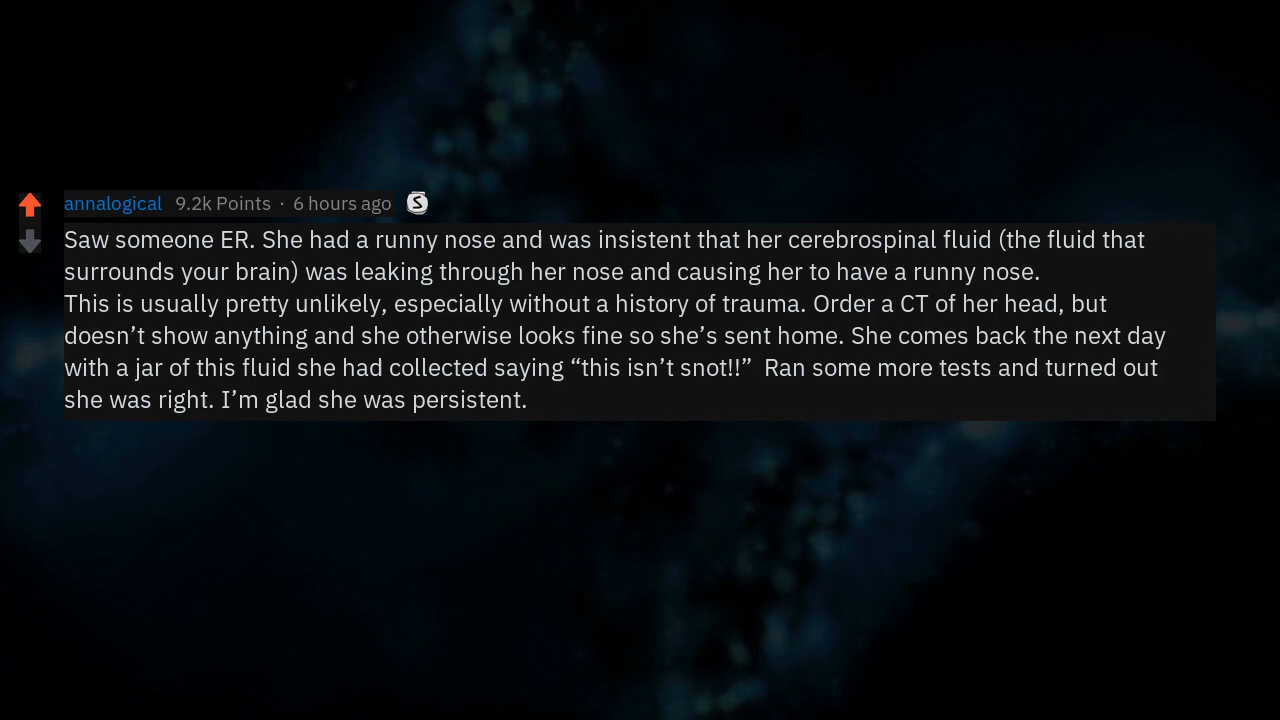 annalogical 9.2k Points · 6 hours ago S
Saw someone ER. She had a runny nose and was insistent that her cerebrospinal fluid (the fluid that
surrounds your brain) was leaking through her nose and causing her to have a runny nose.
This is usually pretty unlikely, especially without a history of trauma. Order a CT of her head, but
doesn’t show anything and she otherwise looks fine so she’s sent home. She comes back the next day
with a jar of this fluid she had collected saying “this isn’t snot!!”  Ran some more tests and turned out
she was right. I’m glad she was persistent.